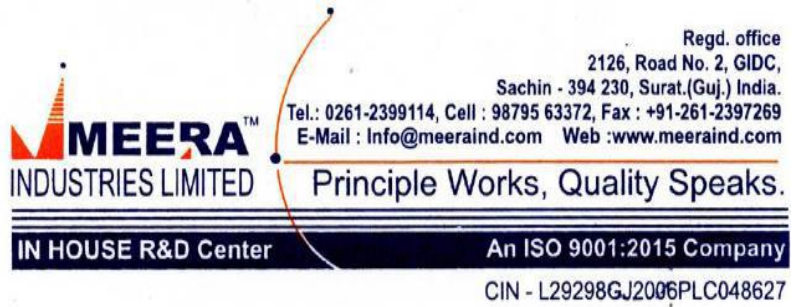 Regd. office
2126, Road No. 2, GIDC,
Sachin - 394 230, Surat.(Guj.) India.
Tel.: 0261-2399114, Cell : 98795 63372, Fax : +91-261-2397269
E-Mail : Info@meeraind.com Web :www.meeraind.com
MEERA™
INDUSTRIES LIMITED
Principle Works, Quality Speaks.
IN HOUSE R&D Center
An ISO 9001:2015 Company
CIN - L29298GJ2006PLC048627